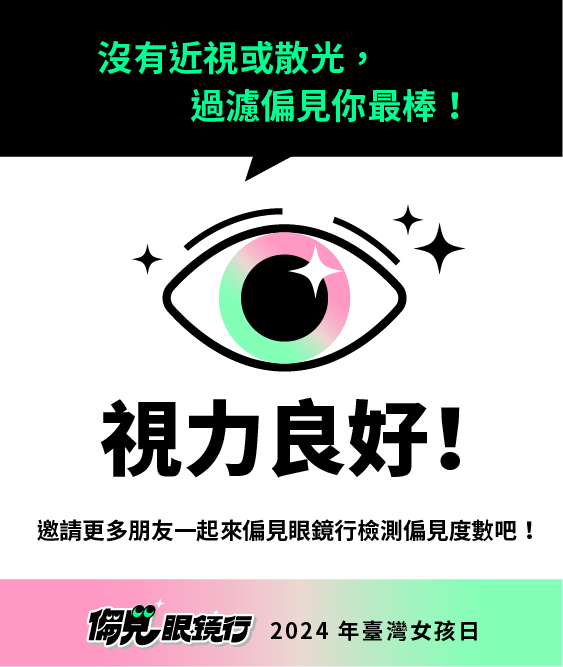 沒有近視或散光，
過濾偏見你最棒！
視力良好！
邀請更多朋友一起來偏見眼鏡行檢測偏見度數吧！
偏見眼鏡行 2024 年臺灣女孩日